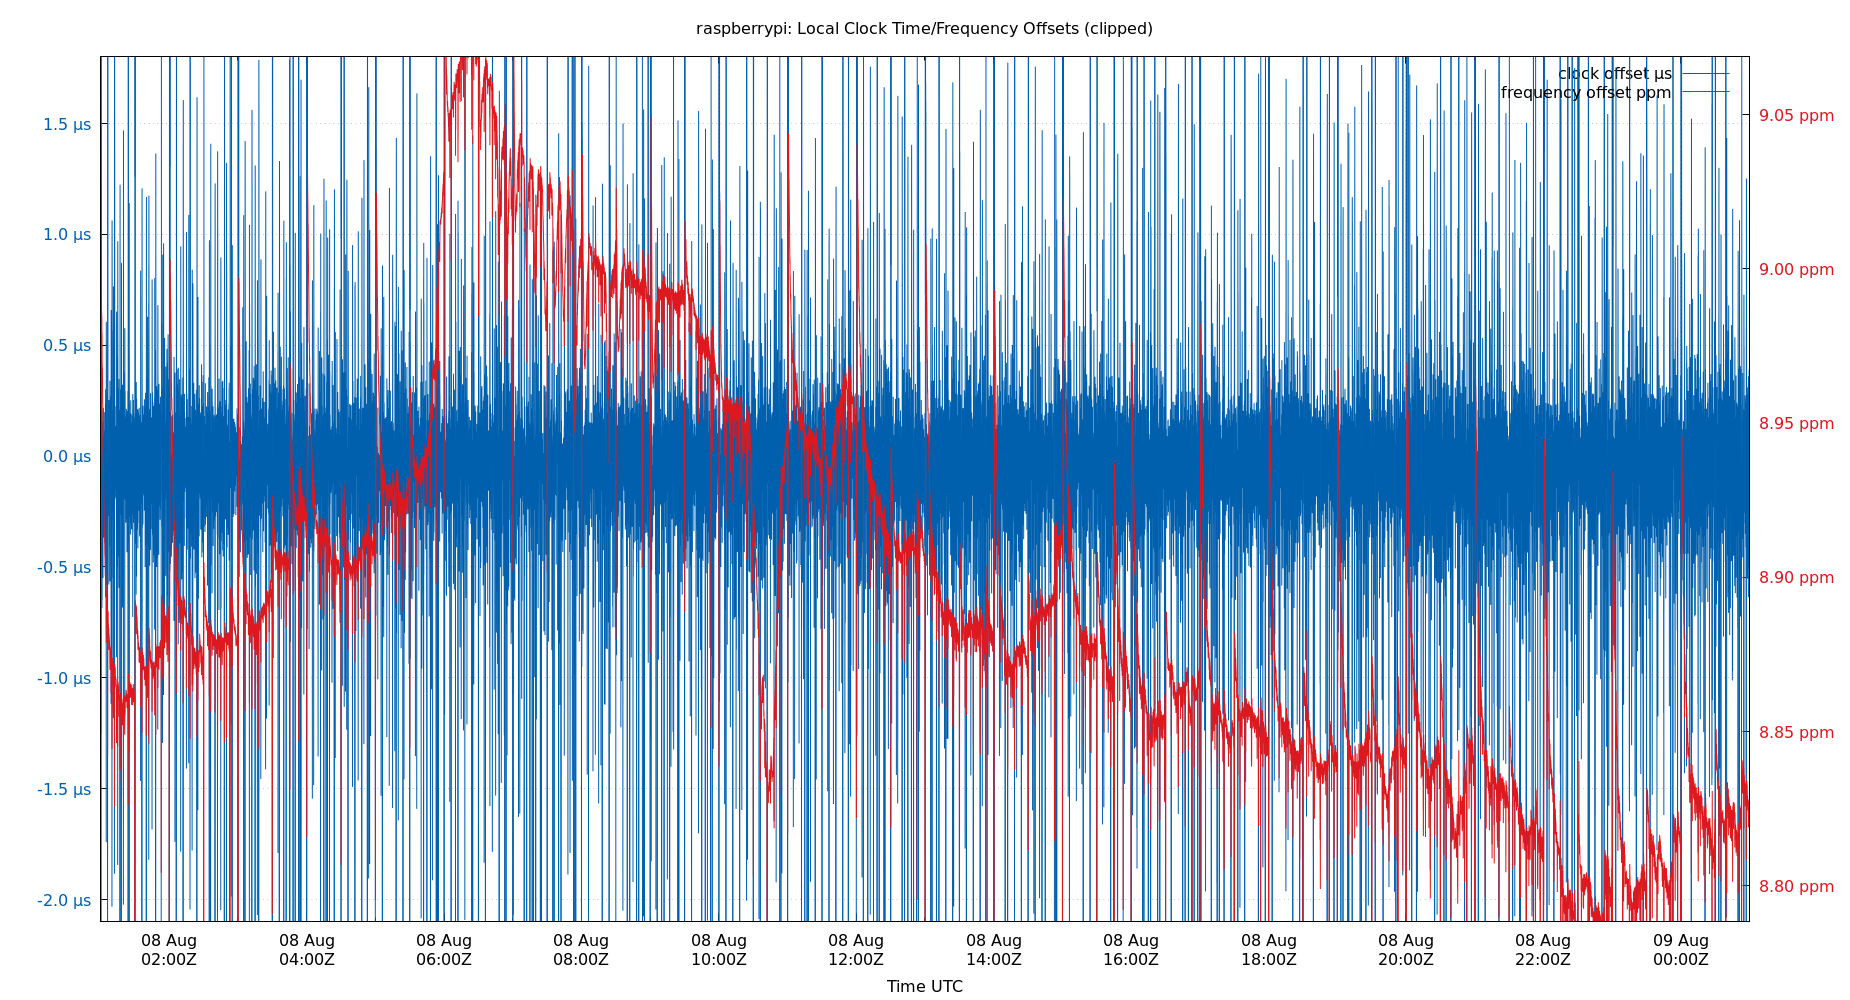 raspberrypi: Local Clock Time/Frequency Offsets (clipped)
clock offset µs
frequency offset ppm
1.5 µs
1.0 µs
0.5 µs
0.0 µs
-0.5 µs
-1.0 µs
-1.5 µs
-2.0 µs
9.05 ppm
9.00 ppm
8.95 ppm
8.90 ppm
8.85 ppm
8.80 ppm
08 Aug 08 Aug 08 Aug 08 Aug 08 Aug 08 Aug 08 Aug 08 Aug 08 Aug 08 Aug 08 Aug 09 Aug
02:00Z 04:00Z 06:00Z 08:00Z 10:00Z 12:00Z 14:00Z 16:00Z 18:00Z 20:00Z 22:00Z 00:00Z
Time UTC